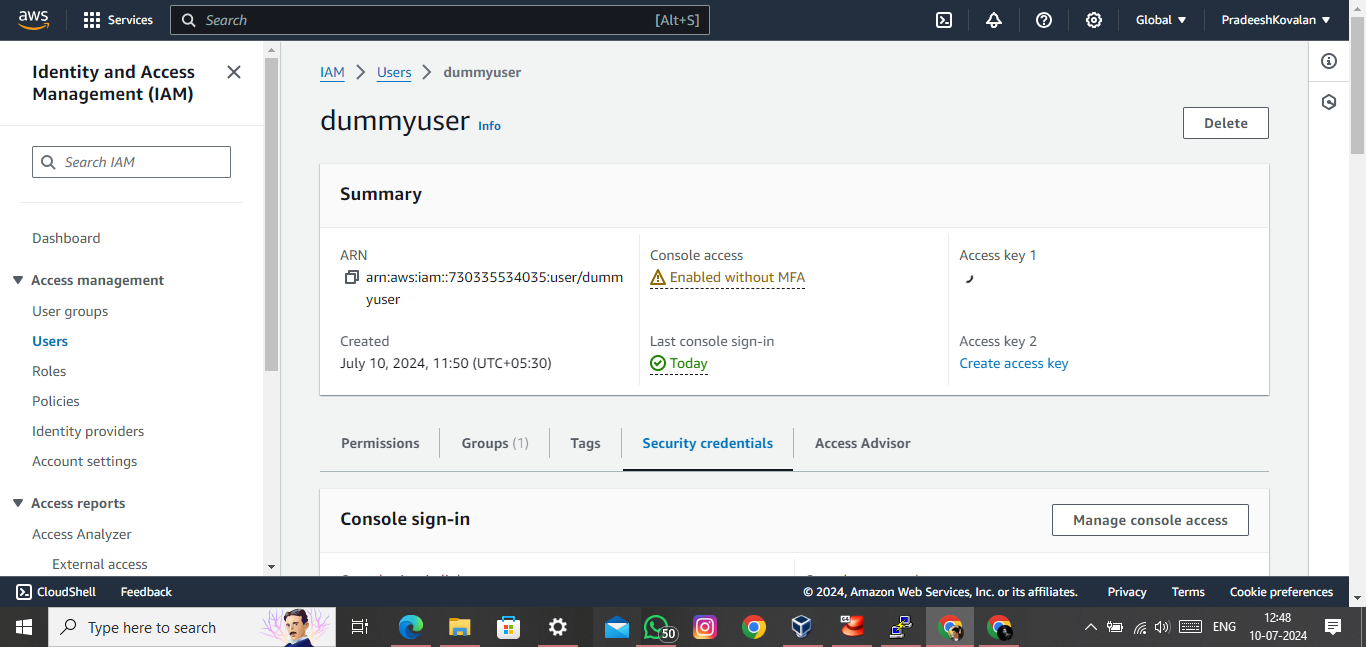 aws
Services
Search
[Alt+S]
Global
PradeeshKovalan
Identity and Access
Management (IAM)
Search IAM
Dashboard
Access management
User groups
Users
Roles
Policies
Identity providers
Account settings
Access reports
Access Analyzer
External access
IAM
Users
dummyuser
dummyuser
Info
Delete
Summary
ARN
arn:aws:iam::730335534035:user/dumm
yuser
Console access
Enabled without MFA
Access key 1
Created
July 10, 2024, 11:50 (UTC+05:30)
Last console sign-in
Today
Access key 2
Create access key
Permissions
Groups (1)
Tags
Security credentials
Access Advisor
Console sign-in
Manage console access
CloudShell
Feedback
© 2024, Amazon Web Services, Inc. or its affiliates.
Privacy
Terms
Cookie preferences
Type here to search
50
ENG
12:48
10-07-2024